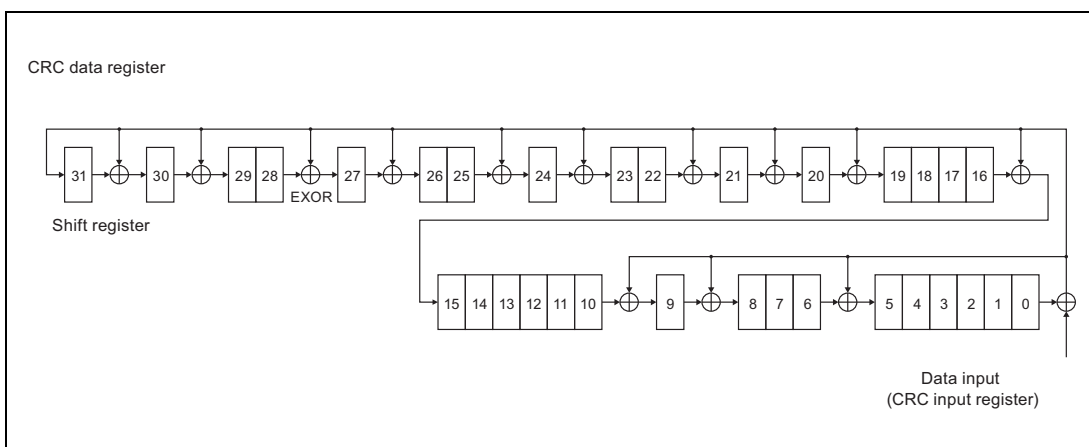 CRC data register
31 30 29 28 27 26 25 24 23 22 21 20 19 18 17 16
EXOR
Shift register
15 14 13 12 11 10 9 8 7 6 5 4 3 2 1 0
Data input
(CRC input register)